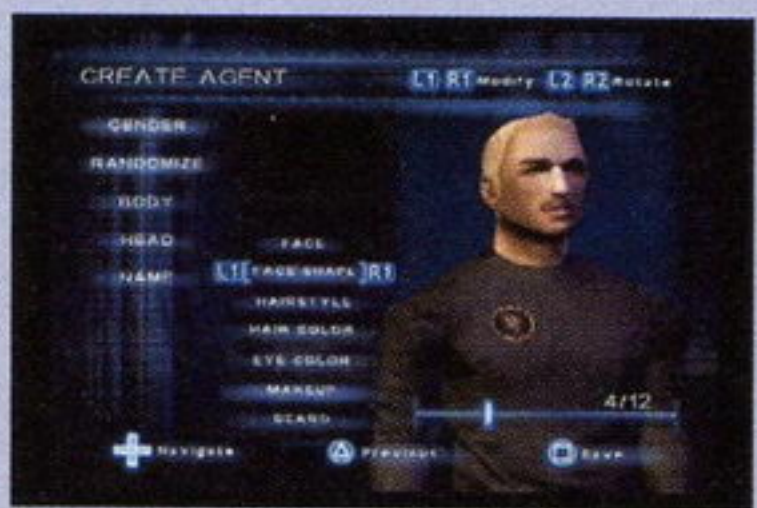 CREATE AGENT
L1 R1 Modify L2 R2 Rotate
GENDER
RANDOMIZE
BODY
HEAD
NAME
FACE
L1[FACE SHAPE]R1
HAIRSTYLE
HAIR COLOR
EYE COLOR
MAKEUP
BEARD
4/12
Navigate
Previous
Save